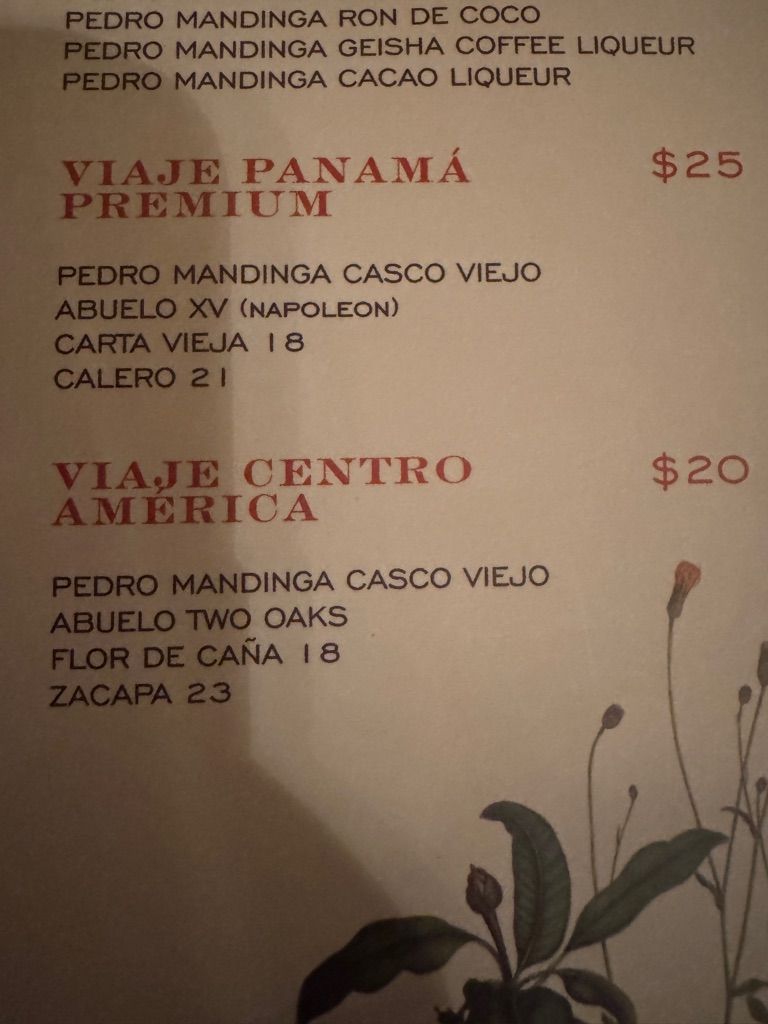 PEDRO MANDINGA RON DE COCO
PEDRO MANDINGA GEISHA COFFEE LIQUEUR
PEDRO MANDINGA CACAO LIQUEUR
VIAJE PANAMÁ $25
PREMIUM
PEDRO MANDINGA CASCO VIEJO
ABUELO XV (NAPOLEON)
CARTA VIEJA 18
CALERO 21
VIAJE CENTRO $20
AMÉRICA
PEDRO MANDINGA CASCO VIEJO
ABUELO TWO OAKS
FLOR DE CAÑA 18
ZACAPA 23